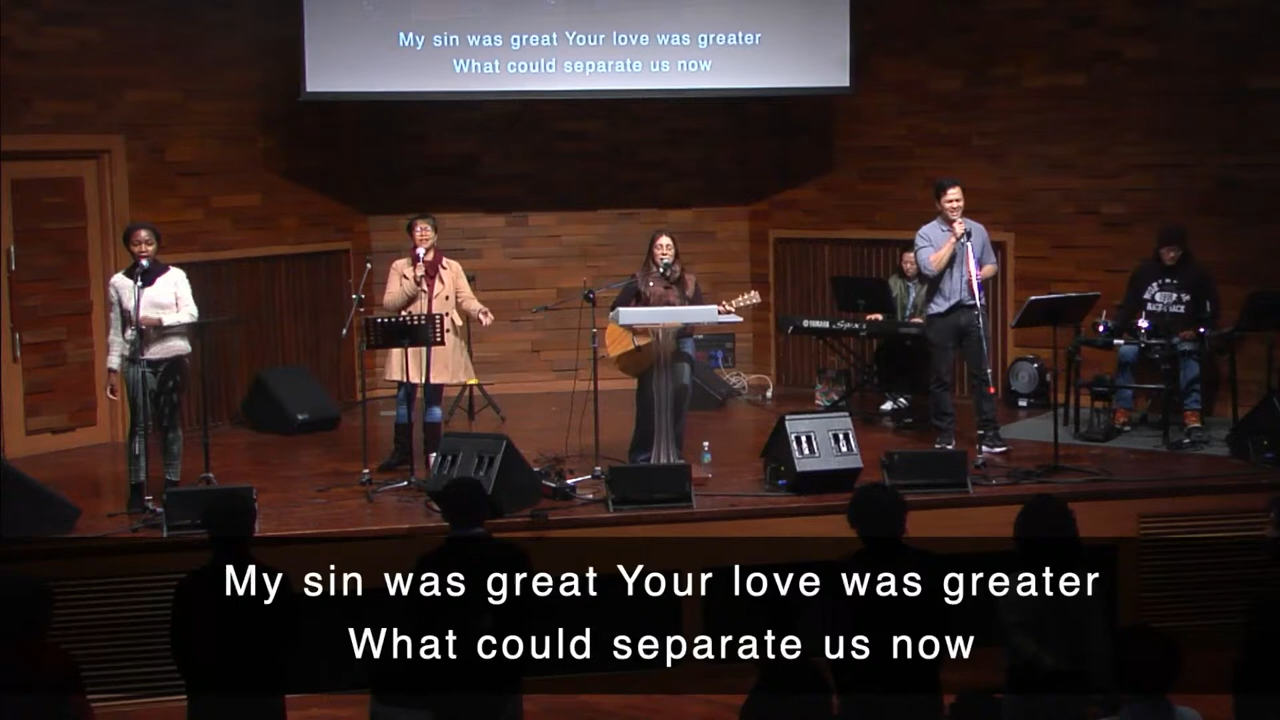 My sin was great Your love was greater
What could separate us now
YAMAHA
My sin was great Your love was greater
What could separate us now